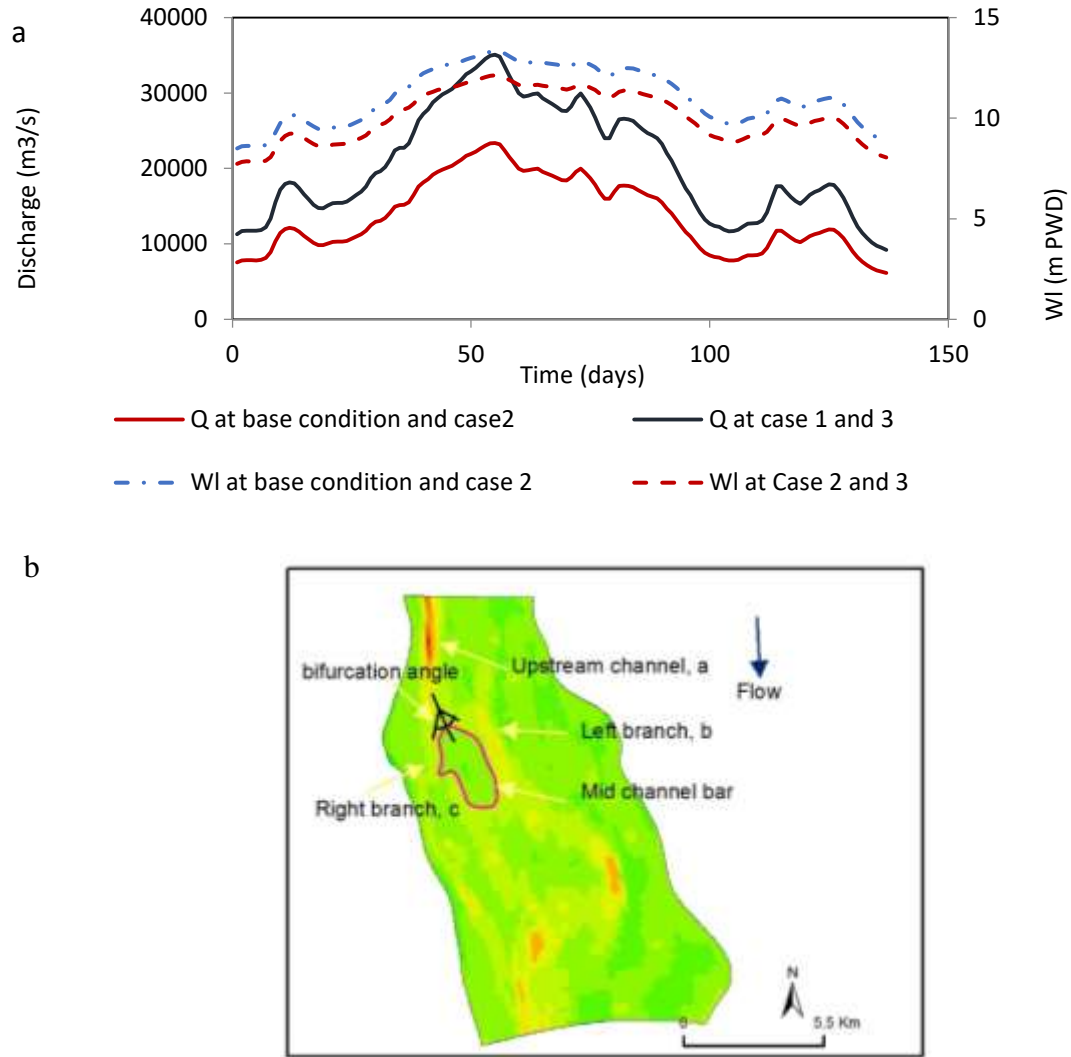 a
40000
30000
20000
10000
0
Discharge (m3/s)
15
10
5
0
Wl (m PWD)
0 50 100 150
Time (days)
Q at base condition and case2 Q at case 1 and 3
Wl at base condition and case 2 Wl at Case 2 and 3
b
bifurcation angle
Upstream channel, a
Flow
Left branch, b
Mid channel bar
Right branch, c
N
0 5.5 Km